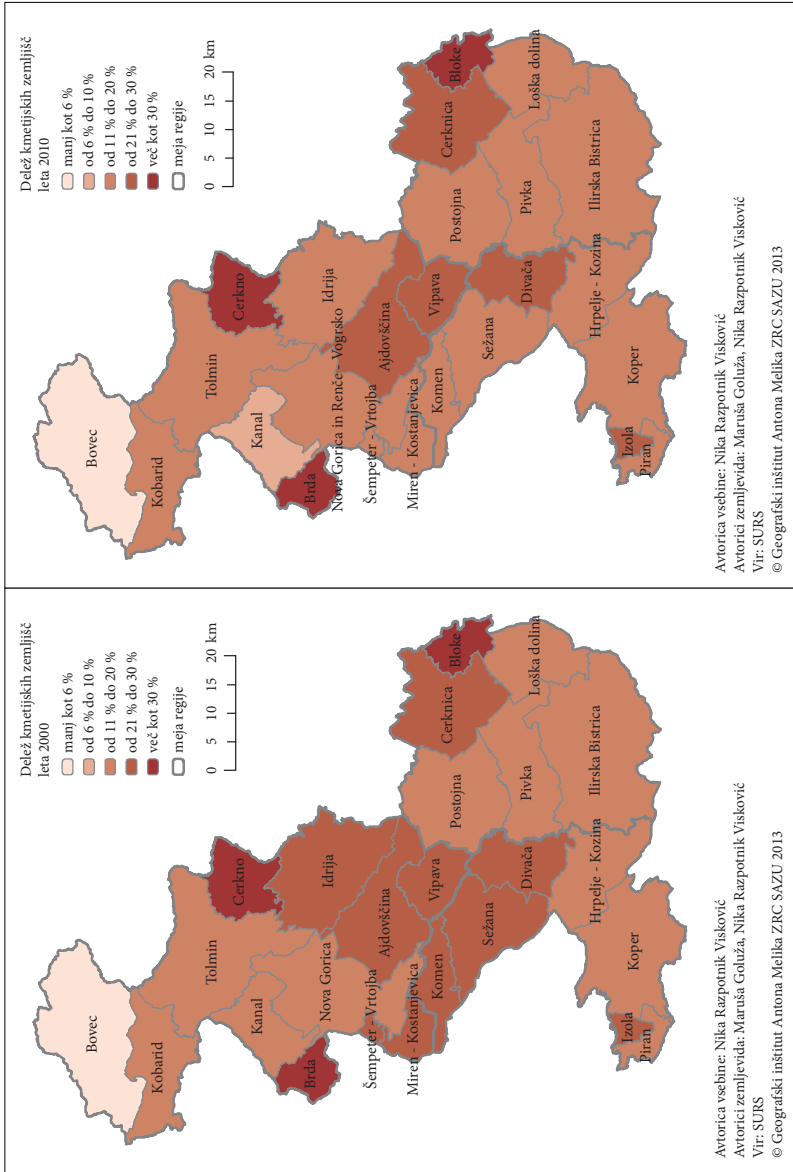 Delež kmetijskih zemljišč
leta 2000
manj kot 6 %
od 6 % do 10 %
od 11 % do 20 %
od 21 % do 30 %
več kot 30 %
meja regije
0 5 10 15 20 km
Bovec
Kobarid
Tolmin
Cerkno
Kanal
Brda
Nova Gorica
Idrija
Šempeter - Vrtojba
Ajdovščina
Miren - Kostanjevica
Vipava
Komen
Sežana
Divača
Postojna
Cerknica
Bloke
Loška dolina
Pivka
Ilirska Bistrica
Hrpelje - Kozina
Koper
Izola
Piran
Avtorica vsebine: Nika Razpotnik Visković
Avtorici zemljevida: Maruša Goluža, Nika Razpotnik Visković
Vir: SURS
© Geografski inštitut Antona Melika ZRC SAZU 2013
Delež kmetijskih zemljišč
leta 2010
manj kot 6 %
od 6 % do 10 %
od 11 % do 20 %
od 21 % do 30 %
več kot 30 %
meja regije
0 5 10 15 20 km
Bovec
Kobarid
Tolmin
Cerkno
Kanal
Brda
Idrija
Nova Gorica in Renče - Vogrsko
Šempeter - Vrtojba
Ajdovščina
Miren - Kostanjevica
Vipava
Komen
Sežana
Divača
Postojna
Cerknica
Bloke
Loška dolina
Pivka
Ilirska Bistrica
Hrpelje - Kozina
Koper
Izola
Piran
Avtorica vsebine: Nika Razpotnik Visković
Avtorici zemljevida: Maruša Goluža, Nika Razpotnik Visković
Vir: SURS
© Geografski inštitut Antona Melika ZRC SAZU 2013